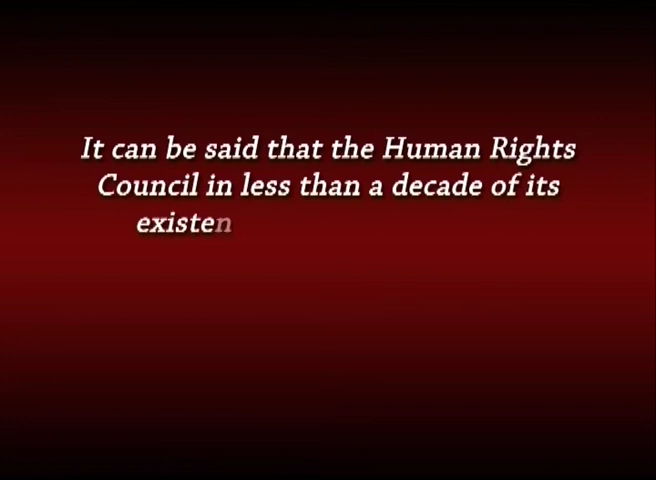 It can be said that the Human Rights
Council in less than a decade of its
existen